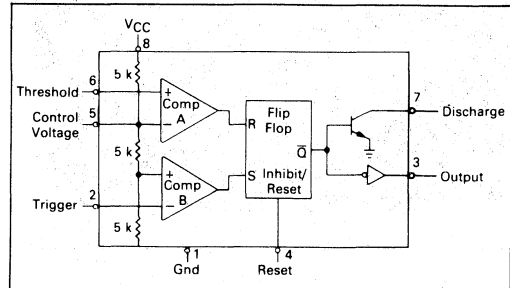 VCC
8
5 k
6
Threshold
+
Comp
A
−
7
Discharge
Control
Voltage
5
R
Flip
Flop
5 k
Q̅
3
Output
S
Inhibit/
Reset
+
Comp
B
−
2
Trigger
5 k
1
Gnd
4
Reset